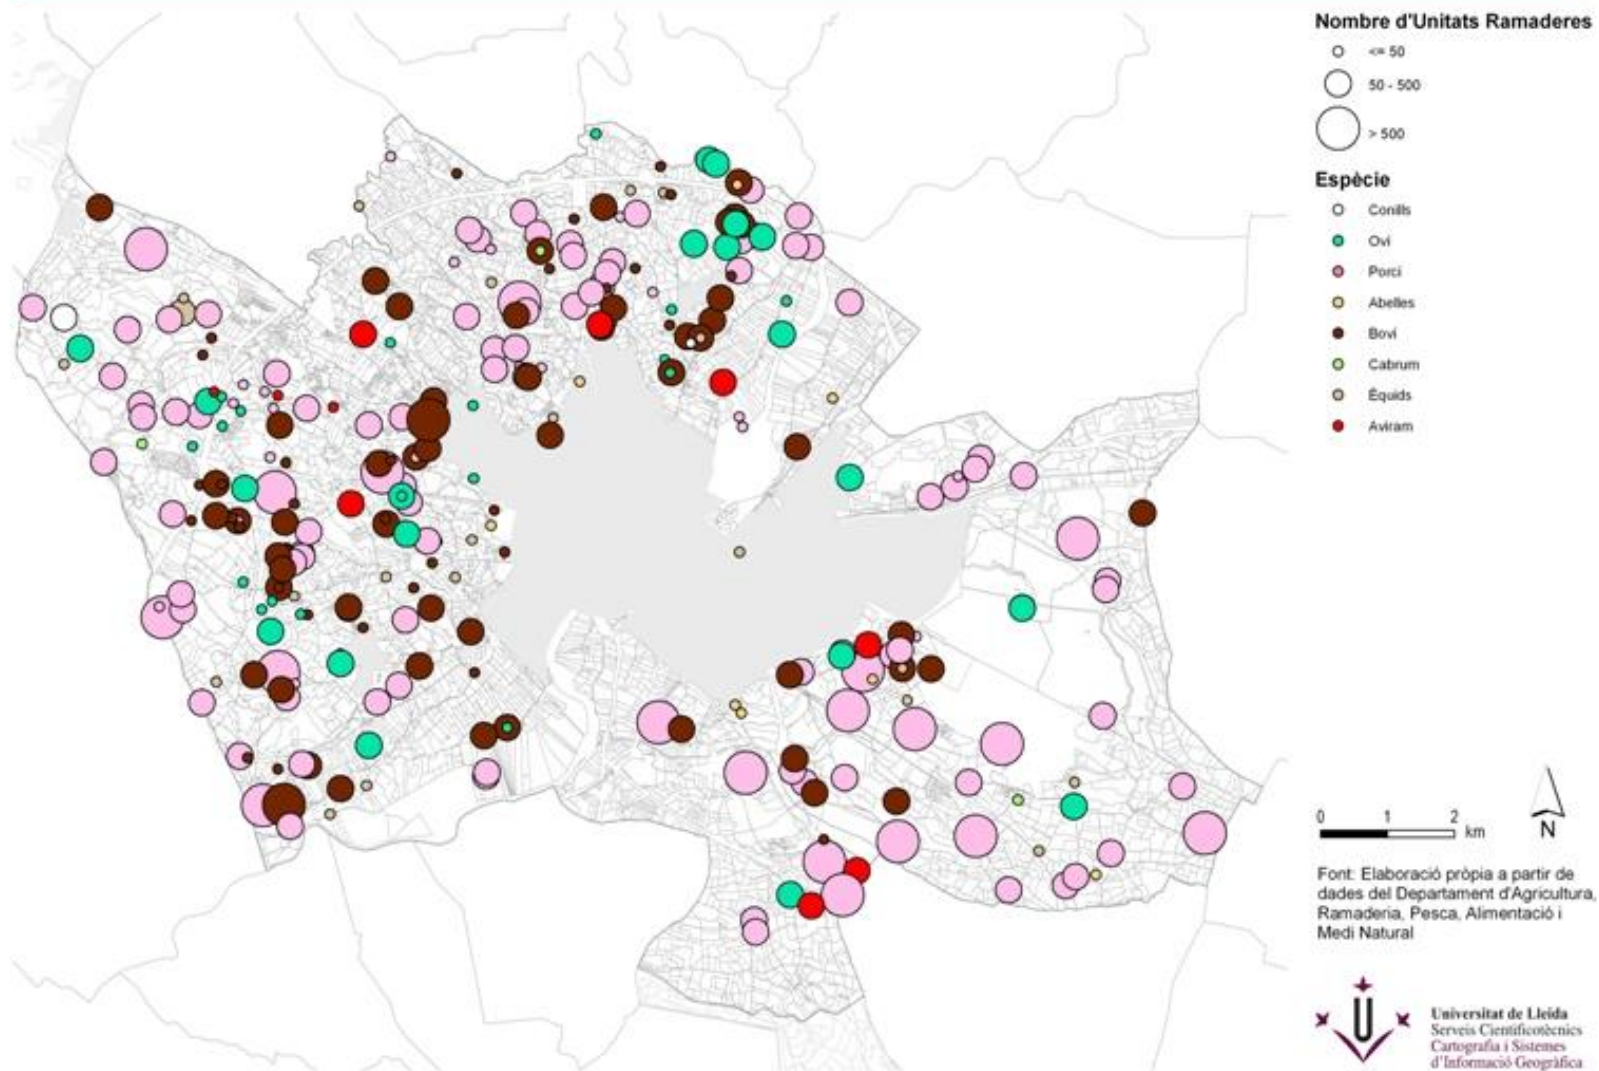 Nombre d'Unitats Ramaderes
<= 50
50 - 500
> 500
Espècie
Conills
Oví
Porcí
Abelles
Boví
Cabrum
Èquids
Aviram
0 1 2 km
N
Font: Elaboració pròpia a partir de
dades del Departament d'Agricultura,
Ramaderia, Pesca, Alimentació i
Medi Natural
Universitat de Lleida
Serveis Cientificotècnics
Cartografia i Sistemes
d'Informació Geogràfica